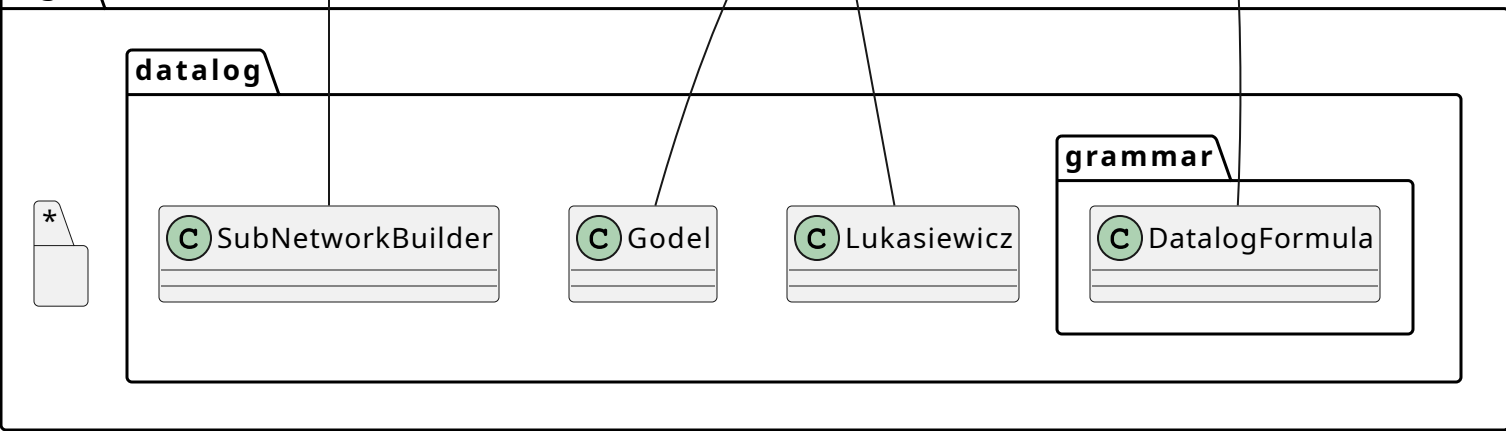 datalog
grammar
*
C SubNetworkBuilder
C Godel
C Lukasiewicz
C DatalogFormula